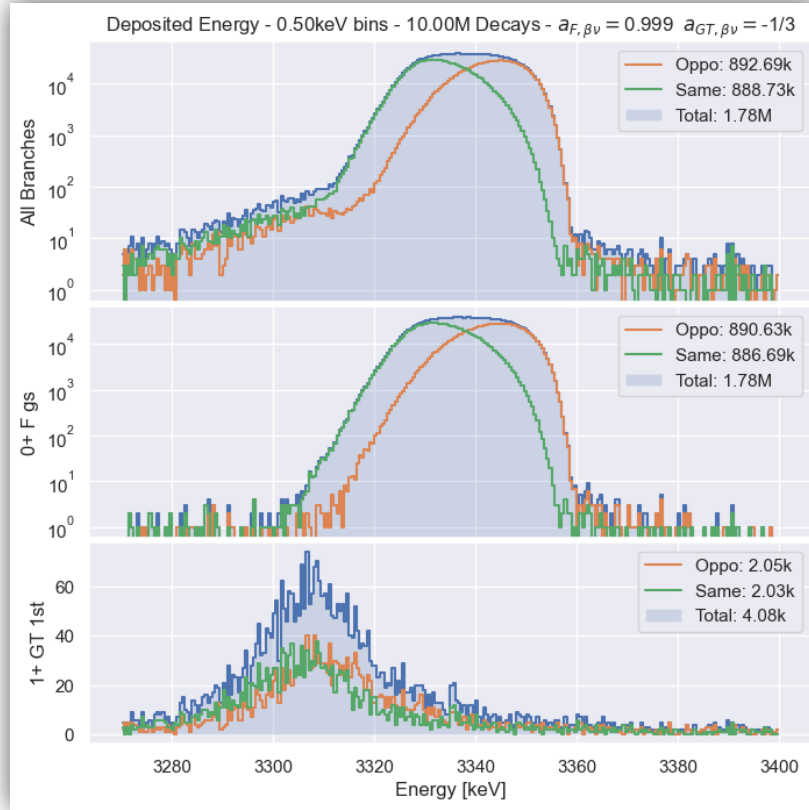 Deposited Energy - 0.50keV bins - 10.00M Decays - a_{F, βν} = 0.999 a_{GT, βν} = -1/3
All Branches
10^4
10^3
10^2
10^1
10^0
Oppo: 892.69k
Same: 888.73k
Total: 1.78M
0+ F gs
10^4
10^3
10^2
10^1
10^0
Oppo: 890.63k
Same: 886.69k
Total: 1.78M
1+ GT 1st
60
40
20
0
Oppo: 2.05k
Same: 2.03k
Total: 4.08k
3280 3300 3320 3340 3360 3380 3400
Energy [keV]